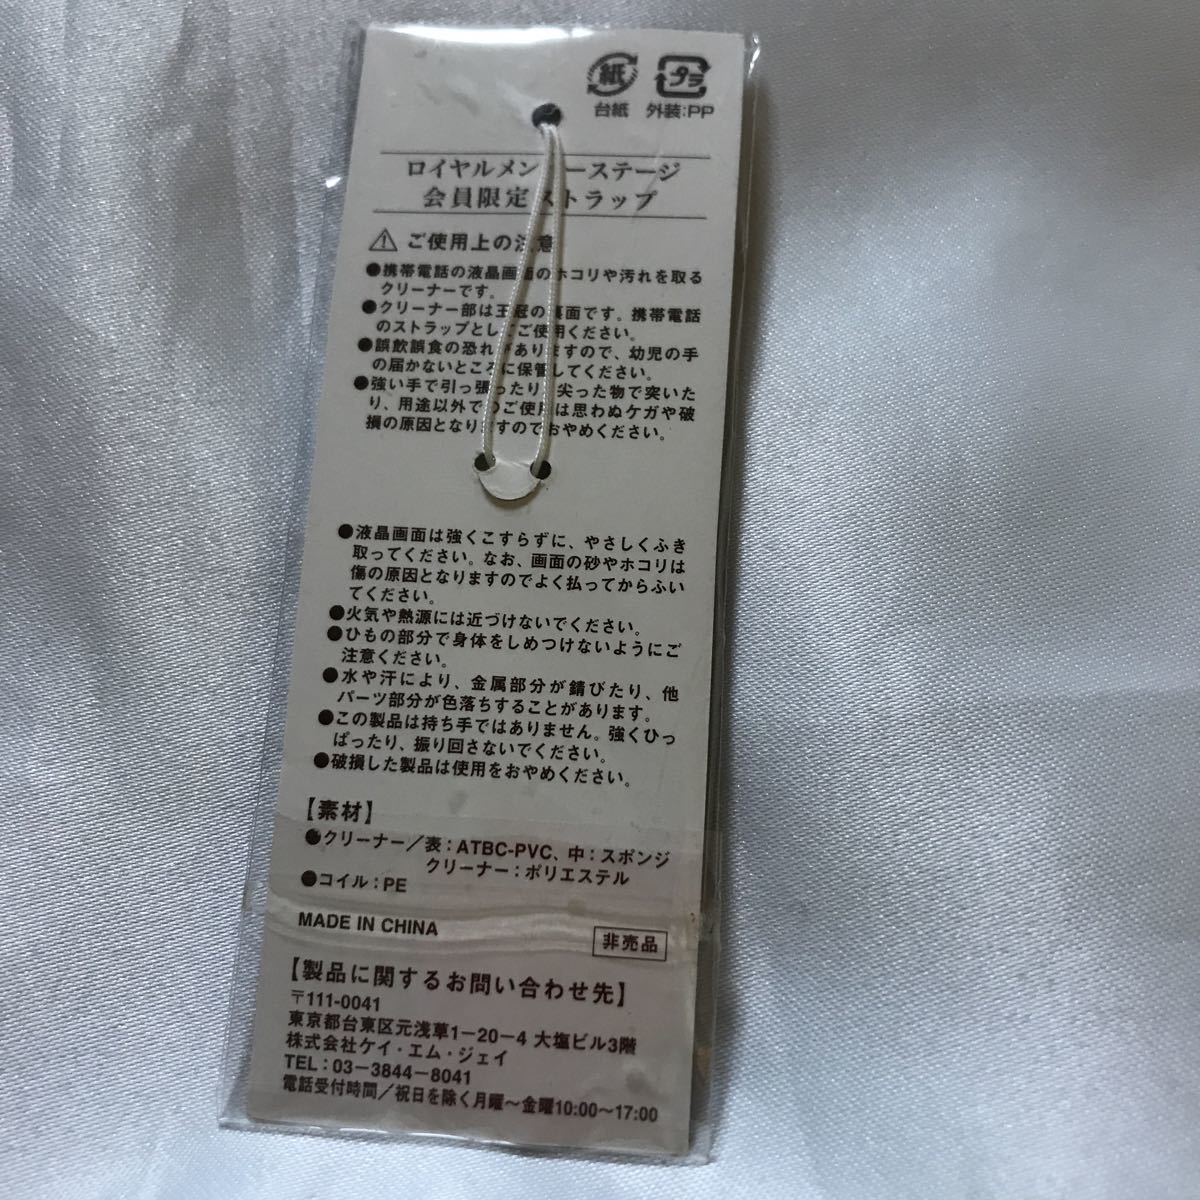 紙 プラ
台紙 外装:PP
ロイヤルメン ーステージ
会員限定ストラップ
ご使用上の注意
●携帯電話の液晶画面のホコリや汚れを取る
クリーナーです。
●クリーナー部は王冠の裏面です。携帯電話
のストラップとしてご使用ください。
●誤飲誤食の恐れがありますので、幼児の手
の届かないところに保管してください。
●強い手で引っ張ったり、尖った物で突いた
り、用途以外でのご使用は思わぬケガや破
損の原因となりますのでおやめください。
●液晶画面は強くこすらずに、やさしくふき
取ってください。なお、画面の砂やホコリは
傷の原因となりますのでよく払ってからふい
てください。
●火気や熱源には近づけないでください。
●ひもの部分で身体をしめつけないようにご
注意ください。
●水や汗により、金属部分が錆びたり、他
パーツ部分が色落ちすることがあります。
●この製品は持ち手ではありません。強くひっ
ぱったり、振り回さないでください。
●破損した製品は使用をおやめください。
【素材】
●クリーナー／表：ATBC-PVC、中：スポンジ
クリーナー：ポリエステル
●コイル：PE
MADE IN CHINA
非売品
【製品に関するお問い合わせ先】
〒111-0041
東京都台東区元浅草1－20－4 大塩ビル3階
株式会社ケイ・エム・ジェイ
TEL：03－3844－8041
電話受付時間／祝日を除く月曜～金曜10:00～17:00